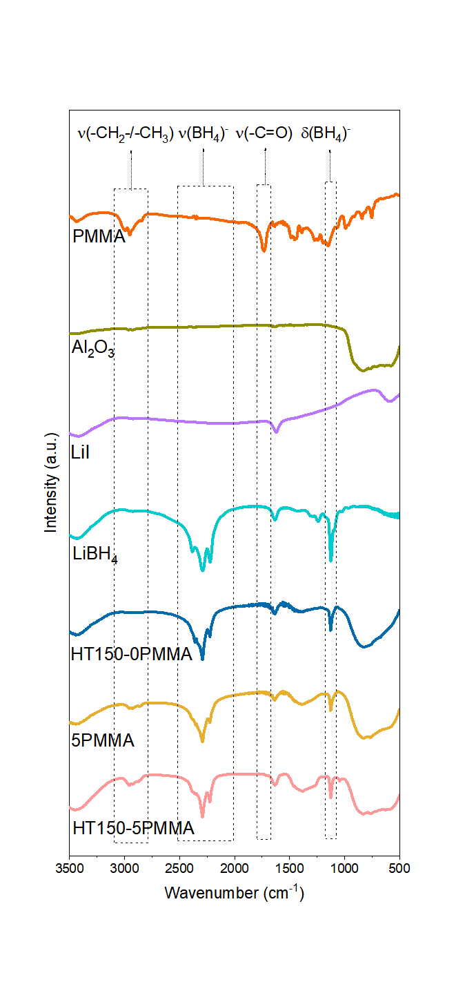 ν(-CH₂-/-CH₃) ν(BH₄)⁻ ν(-C=O) δ(BH₄)⁻
PMMA
Al₂O₃
LiI
LiBH₄
HT150-0PMMA
5PMMA
HT150-5PMMA
Intensity (a.u.)
3500 3000 2500 2000 1500 1000 500
Wavenumber (cm⁻¹)